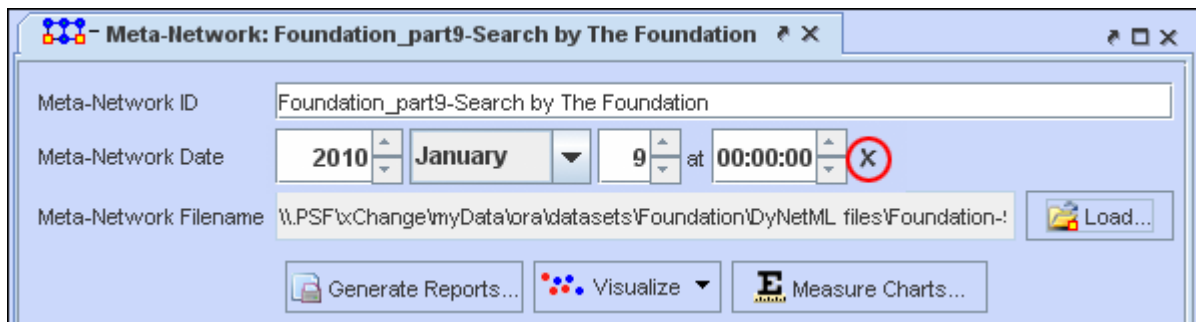 Meta-Network: Foundation_part9-Search by The Foundation
Meta-Network ID Foundation_part9-Search by The Foundation
Meta-Network Date 2010 January 9 at 00:00:00 X
Meta-Network Filename \\.PSF\xChange\myData\ora\datasets\Foundation\DyNetML files\Foundation- Load...
Generate Reports... Visualize E Measure Charts...